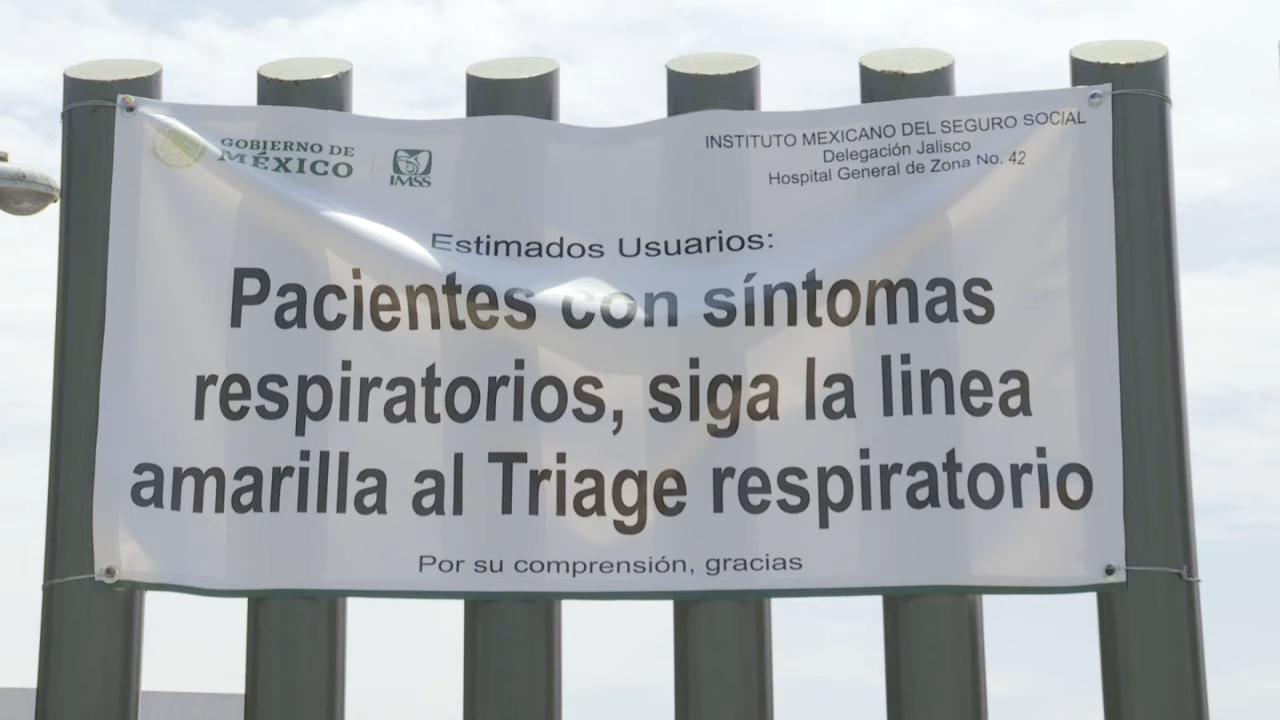 GOBIERNO DE
MÉXICO
IMSS
INSTITUTO MEXICANO DEL SEGURO SOCIAL
Delegación Jalisco
Hospital General de Zona No. 42
Estimados Usuarios:
Pacientes con síntomas
respiratorios, siga la linea
amarilla al Triage respiratorio
Por su comprensión, gracias